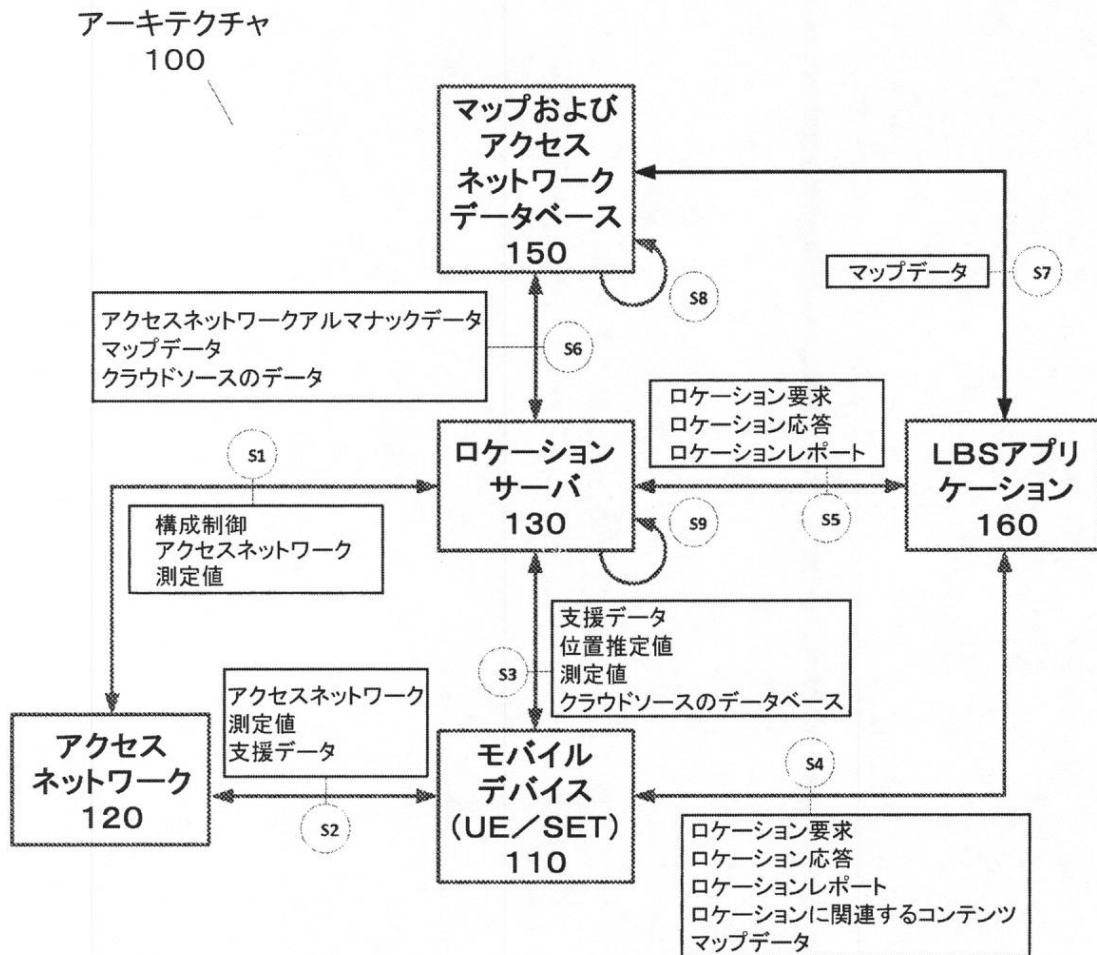 アーキテクチャ
100
マップおよび
アクセス
ネットワーク
データベース
150
S8
マップデータ
S7
アクセスネットワークアルマナックデータ
マップデータ
クラウドソースのデータ
S6
ロケーション要求
ロケーション応答
ロケーションレポート
S5
S1
構成制御
アクセスネットワーク
測定値
ロケーション
サーバ
130
S9
LBSアプリ
ケーション
160
S3
支援データ
位置推定値
測定値
クラウドソースのデータベース
アクセスネットワーク
測定値
支援データ
S2
アクセス
ネットワーク
120
モバイル
デバイス
(UE/SET)
110
S4
ロケーション要求
ロケーション応答
ロケーションレポート
ロケーションに関連するコンテンツ
マップデータ